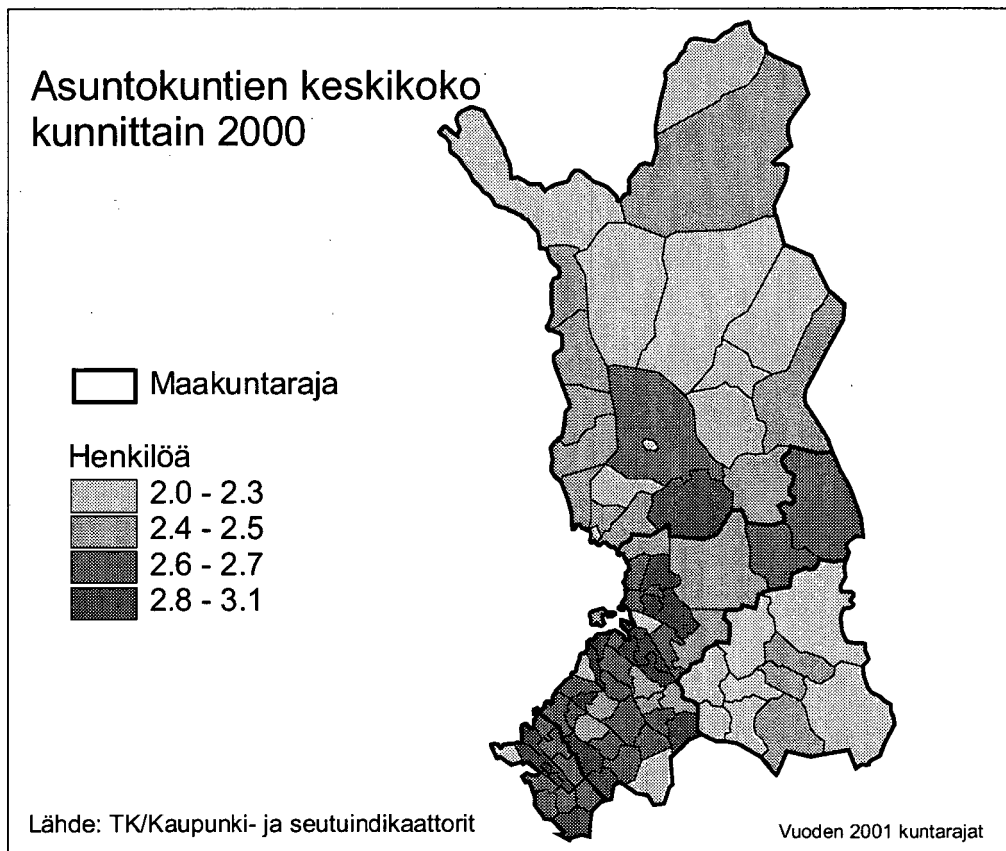 Asuntokuntien keskikoko
kunnittain 2000
Maakuntaraja
Henkilöä
2.0 - 2.3
2.4 - 2.5
2.6 - 2.7
2.8 - 3.1
Lähde: TK/Kaupunki- ja seutuindikaattorit
Vuoden 2001 kuntarajat